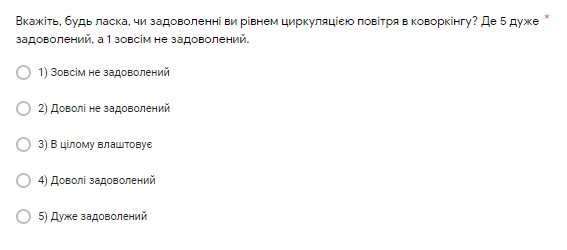 Вкажіть, будь ласка, чи задоволенні ви рівнем циркуляцією повітря в коворкінгу? Де 5 дуже *
задоволений, а 1 зовсім не задоволений.
1) Зовсім не задоволений
2) Доволі не задоволений
3) В цілому влаштовує
4) Доволі задоволений
5) Дуже задоволений